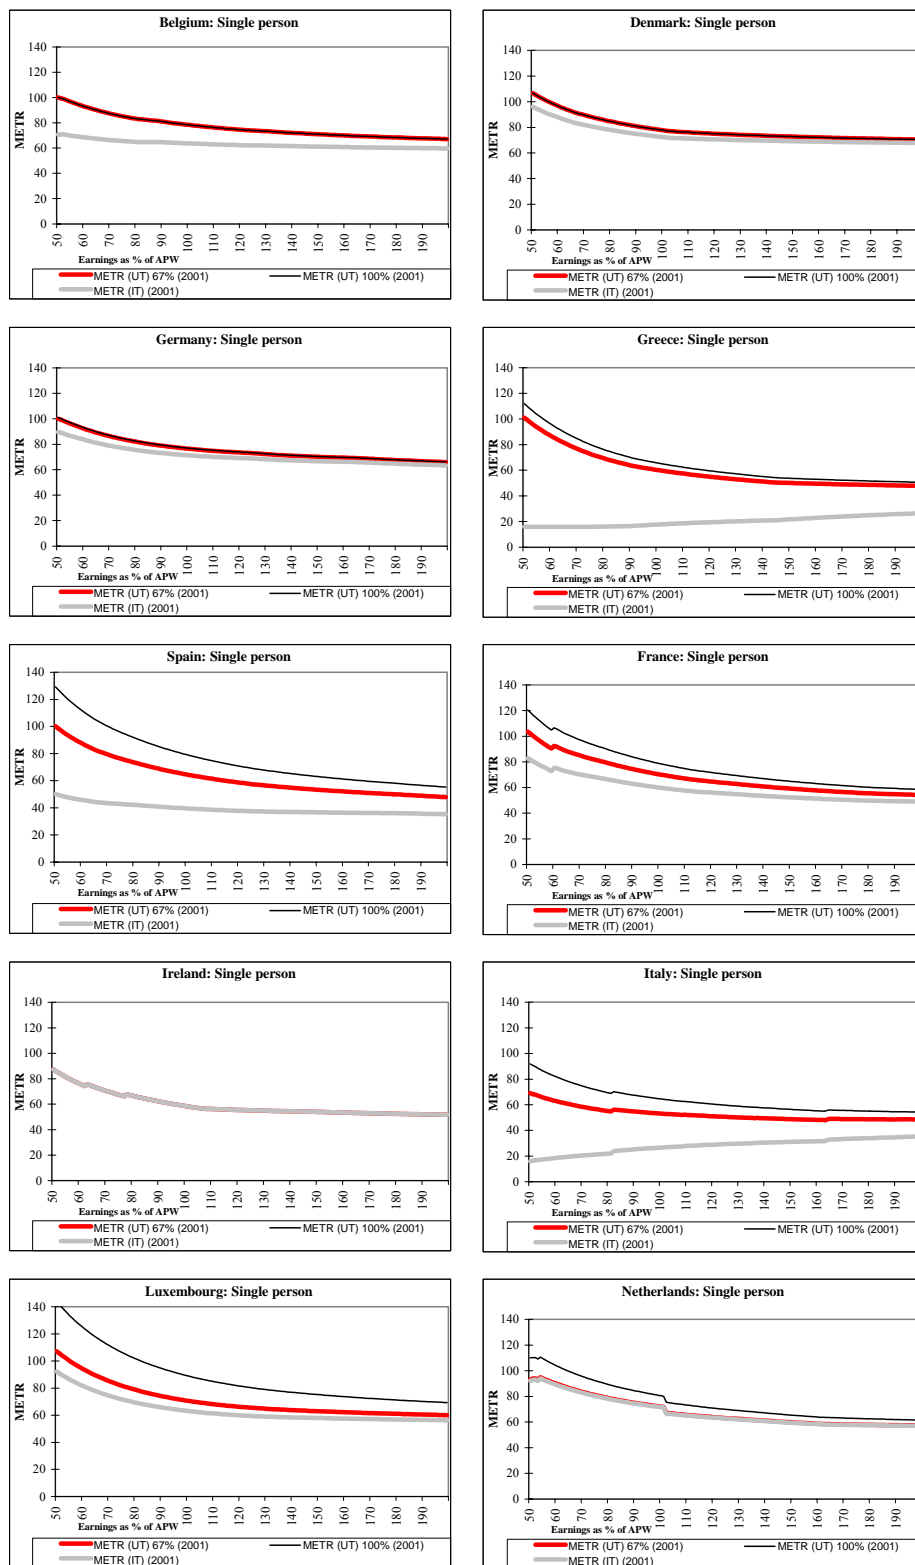 Belgium: Single person
140
120
100
80
60
40
20
0
METR
50 60 70 80 90 100 110 120 130 140 150 160 170 180 190
Earnings as % of APW
METR (UT) 67% (2001) METR (UT) 100% (2001)
METR (IT) (2001)
Denmark: Single person
140
120
100
80
60
40
20
0
METR
50 60 70 80 90 100 110 120 130 140 150 160 170 180 190
Earnings as % of APW
METR (UT) 67% (2001) METR (UT) 100% (2001)
METR (IT) (2001)
Germany: Single person
140
120
100
80
60
40
20
0
METR
50 60 70 80 90 100 110 120 130 140 150 160 170 180 190
Earnings as % of APW
METR (UT) 67% (2001) METR (UT) 100% (2001)
METR (IT) (2001)
Greece: Single person
140
120
100
80
60
40
20
0
METR
50 60 70 80 90 100 110 120 130 140 150 160 170 180 190
Earnings as % of APW
METR (UT) 67% (2001) METR (UT) 100% (2001)
METR (IT) (2001)
Spain: Single person
140
120
100
80
60
40
20
0
METR
50 60 70 80 90 100 110 120 130 140 150 160 170 180 190
Earnings as % of APW
METR (UT) 67% (2001) METR (UT) 100% (2001)
METR (IT) (2001)
France: Single person
140
120
100
80
60
40
20
0
METR
50 60 70 80 90 100 110 120 130 140 150 160 170 180 190
Earnings as % of APW
METR (UT) 67% (2001) METR (UT) 100% (2001)
METR (IT) (2001)
Ireland: Single person
140
120
100
80
60
40
20
0
METR
50 60 70 80 90 100 110 120 130 140 150 160 170 180 190
Earnings as % of APW
METR (UT) 67% (2001) METR (UT) 100% (2001)
METR (IT) (2001)
Italy: Single person
140
120
100
80
60
40
20
0
METR
50 60 70 80 90 100 110 120 130 140 150 160 170 180 190
Earnings as % of APW
METR (UT) 67% (2001) METR (UT) 100% (2001)
METR (IT) (2001)
Luxembourg: Single person
140
120
100
80
60
40
20
0
METR
50 60 70 80 90 100 110 120 130 140 150 160 170 180 190
Earnings as % of APW
METR (UT) 67% (2001) METR (UT) 100% (2001)
METR (IT) (2001)
Netherlands: Single person
140
120
100
80
60
40
20
0
METR
50 60 70 80 90 100 110 120 130 140 150 160 170 180 190
Earnings as % of APW
METR (UT) 67% (2001) METR (UT) 100% (2001)
METR (IT) (2001)